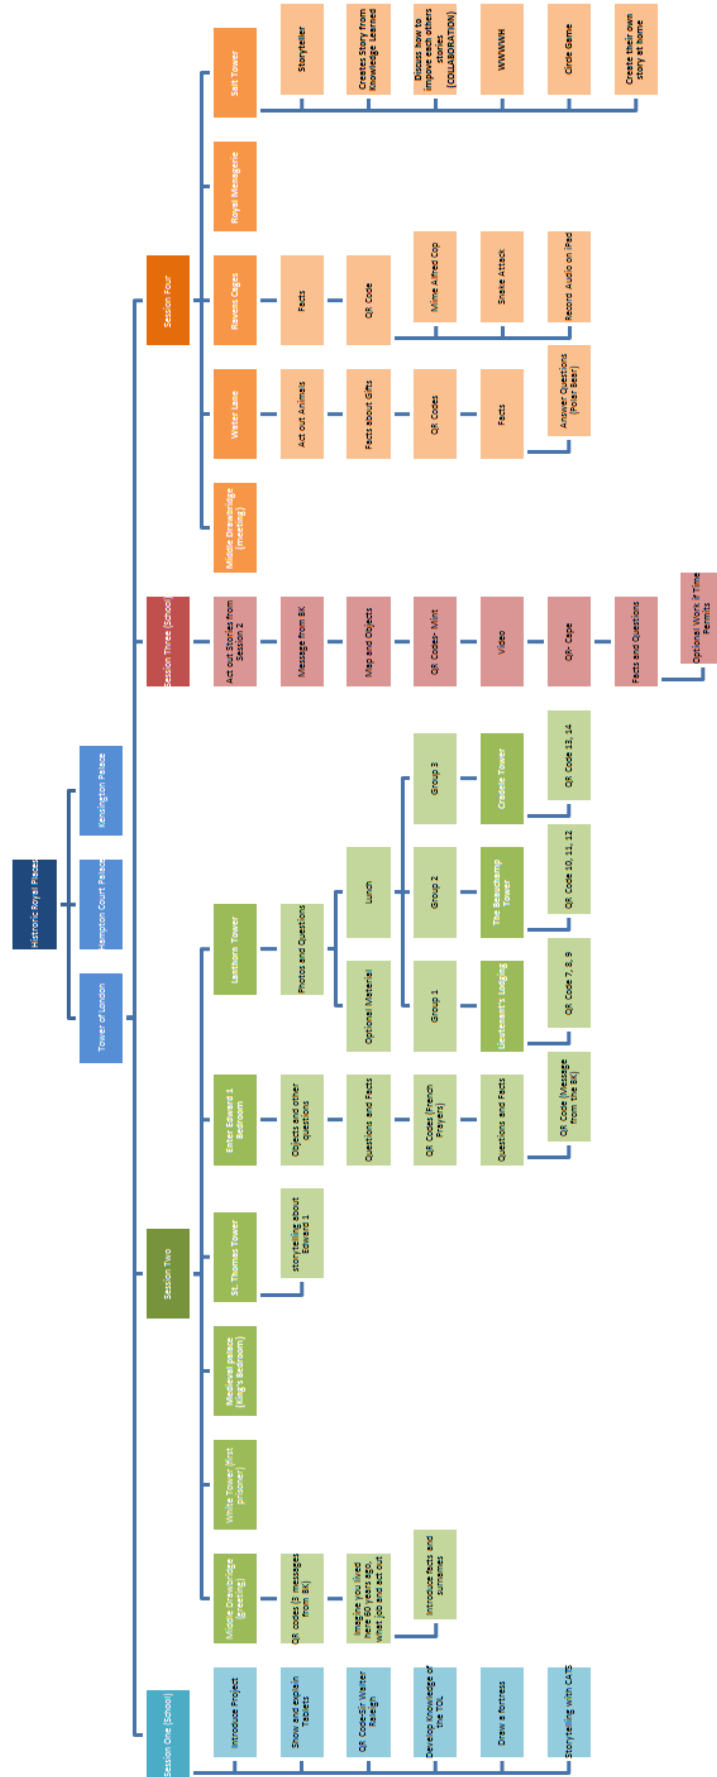 Histroric Royal Places
Tower of London
Hampton Court Palace
Kensington Palace
Session One (School)
Introduce Project
Show and explain
Tablets
QR Code-Sir Walter
Raleigh
Develop Knowledge of
the TOL
Draw a fortress
Storytelling with CATS
Session Two
Middle Drawbridge
(greeting)
QR codes (3 messages
from BK)
Imagine you lived
here 60 years ago,
what job and act out
Introduce facts and
surnames
White Tower (first
prisoner)
Medieval palace
(King's Bedroom)
St. Thomas Tower
storytelling about
Edward 1
Enter Edward 1
Bedroom
Objects and other
questions
Questions and Facts
QR Codes (French
Prayers)
Questions and Facts
QR Code (Message
from the BK)
Lanthorn Tower
Photos and Questions
Optional Material
Lunch
Group 1
Lieutenant's Lodging
QR Code 7, 8, 9
Group 2
The Beauchamp
Tower
QR Code 10, 11, 12
Group 3
Cradele Tower
QR Code 13, 14
Session Three (School)
Act out Stories from
Session 2
Message from BK
Map and Objects
QR Codes- Mint
Video
QR- Cape
Facts and Questions
Optional Work if Time
Permits
Session Four
Middle Drawbridge
(meeting)
Water Lane
Act out Animals
Facts about Gifts
QR Codes
Facts
Answer Questions
(Polar Bear)
Ravens Cages
Facts
QR Code
Mime Alfred Cop
Snake Attack
Record Audio on iPad
Royal Menagerie
Salt Tower
Storyteller
Creates Story from
Knowledge Learned
Discuss how to
impove each others
stories
(COLLABORATION)
WWWWH
Circle Game
Create their own
story at home